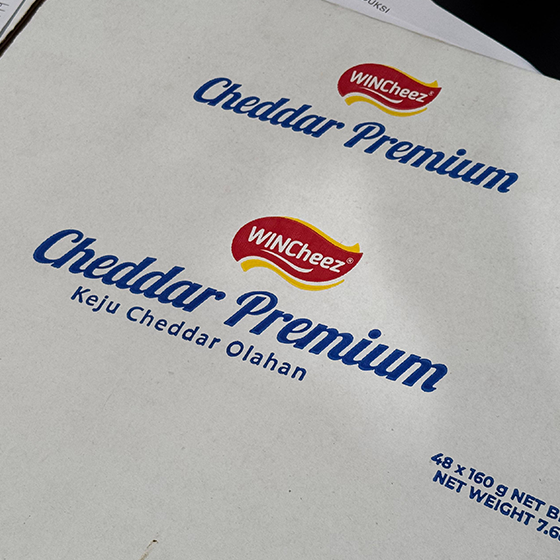 WINCheez®
Cheddar Premium
WINCheez®
Cheddar Premium
Keju Cheddar Olahan
48 x 160 g NET
NET WEIGHT